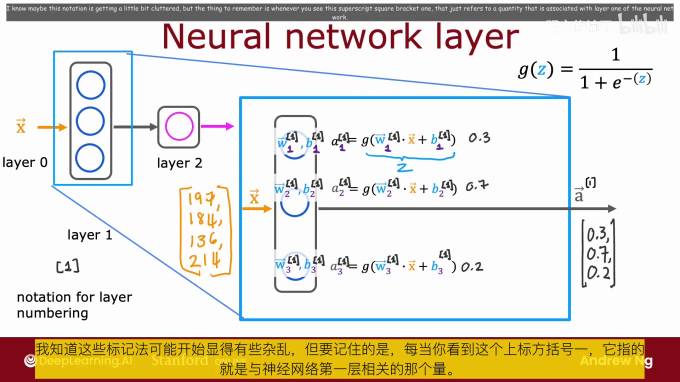 I know maybe this notation is getting a little bit cluttered, but the thing to remember is whenever you see this superscript square bracket one, that just refers to a quantity that is associated with layer one of the neural net
work.
Neural network layer
g(z) = 1 / (1 + e^-(z))
x⃗
layer 0
layer 2
layer 1
[1]
notation for layer
numbering
[197,
184,
136,
214]
x⃗
w⃗₁^[1], b₁^[1] a₁^[1] = g(w⃗₁^[1] · x⃗ + b₁^[1]) 0.3
z
w⃗₂^[1], b₂^[1] a₂^[1] = g(w⃗₂^[1] · x⃗ + b₂^[1]) 0.7
w⃗₃^[1], b₃^[1] a₃^[1] = g(w⃗₃^[1] · x⃗ + b₃^[1]) 0.2
a⃗^[1]
[0.3,
0.7,
0.2]
我知道这些标记法可能开始显得有些杂乱，但要记住的是，每当你看到这个上标方括号一，它指的
就是与神经网络第一层相关的那个量。
DeepLearning.AI Stanford Andrew Ng